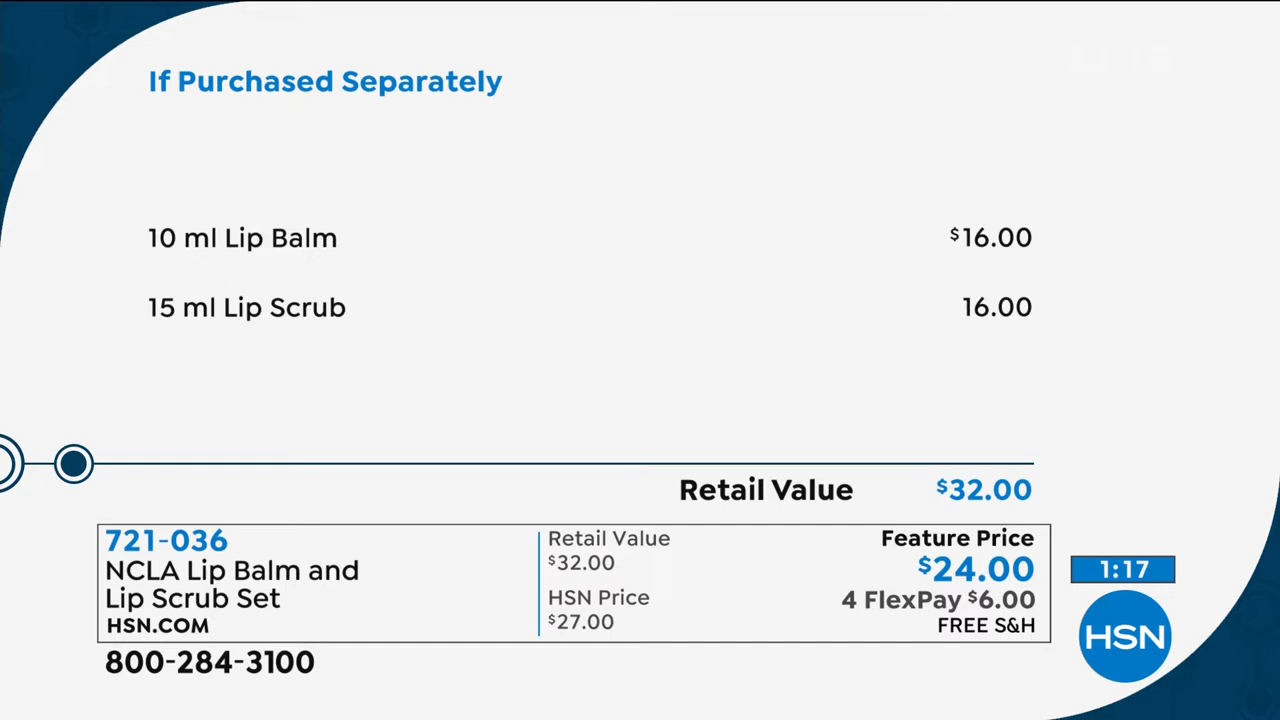 If Purchased Separately
10 ml Lip Balm $16.00
15 ml Lip Scrub 16.00
Retail Value $32.00
721-036
NCLA Lip Balm and
Lip Scrub Set
HSN.COM
Retail Value
$32.00
HSN Price
$27.00
Feature Price
$24.00
4 FlexPay $6.00
FREE S&H
1:17
HSN
800-284-3100